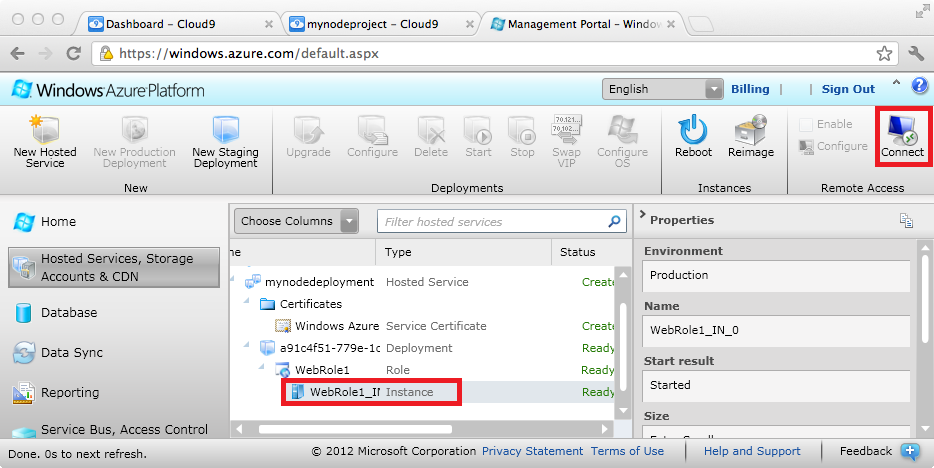 Dashboard – Cloud9
mynodeproject – Cloud9
Management Portal – Windo
https://windows.azure.com/default.aspx
Windows Azure Platform
English
Billing | | Sign Out
New Hosted Service
New Production Deployment
New Staging Deployment
New
Upgrade
Configure
Delete
Start
Stop
70.121...
70.102...
Swap VIP
Configure OS
Deployments
Reboot
Reimage
Instances
Enable
Configure
Connect
Remote Access
Home
Hosted Services, Storage
Accounts & CDN
Database
Data Sync
Reporting
Service Bus, Access Control
Choose Columns
Filter hosted services
me Type Status
mynodedeployment Hosted Service Create
Certificates
Windows Azure Service Certificate Create
a91c4f51-779e-1c Deployment Ready
WebRole1 Role Ready
WebRole1_IN Instance Ready
Properties
Environment
Production
Name
WebRole1_IN_0
Start result
Started
Size
Done. 0s to next refresh.
© 2012 Microsoft Corporation Privacy Statement Terms of Use | Help and Support | Feedback